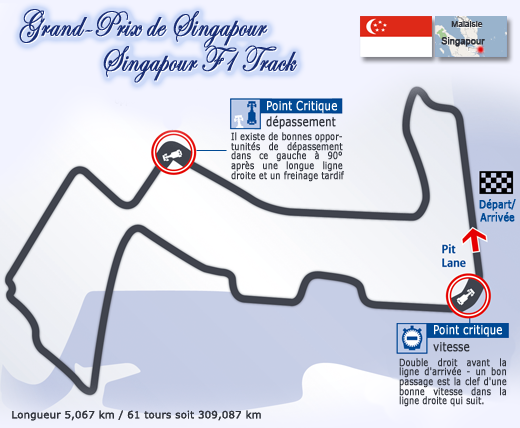 Grand-Prix de Singapour
Singapour F1 Track
Malaisie
Singapour
Point Critique
dépassement
Il existe de bonnes oppor-
tunités de dépassement
dans ce gauche à 90°
après une longue ligne
droite et un freinage tardif
Départ/
Arrivée
Pit
Lane
Point critique
vitesse
Double droit avant la
ligne d'arrivée - un bon
passage est la clef d'une
bonne vitesse dans la
ligne droite qui suit.
Longueur 5,067 km / 61 tours soit 309,087 km